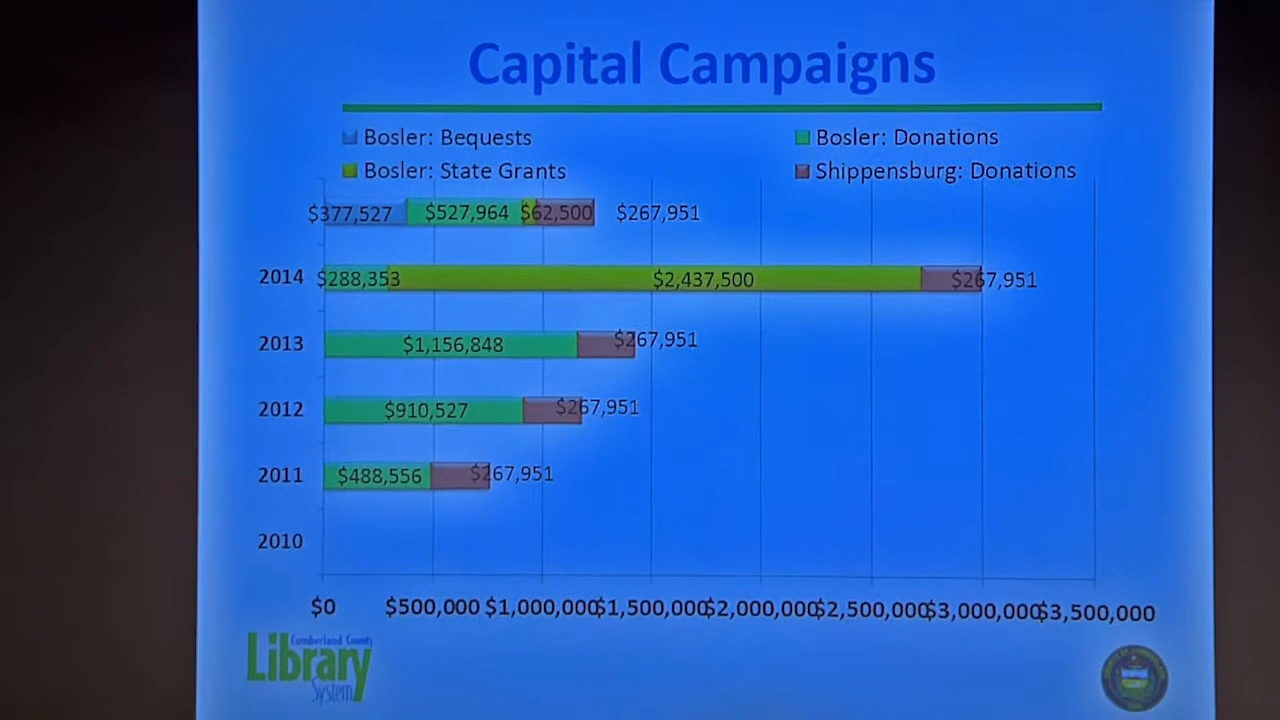 Capital Campaigns
Bosler: Bequests Bosler: Donations
Bosler: State Grants Shippensburg: Donations
$377,527 $527,964 $62,500 $267,951
2014 $288,353 $2,437,500 $267,951
2013 $1,156,848 $267,951
2012 $910,527 $267,951
2011 $488,556 $267,951
2010
$0 $500,000 $1,000,000 $1,500,000 $2,000,000 $2,500,000 $3,000,000 $3,500,000
Cumberland County
Library
System